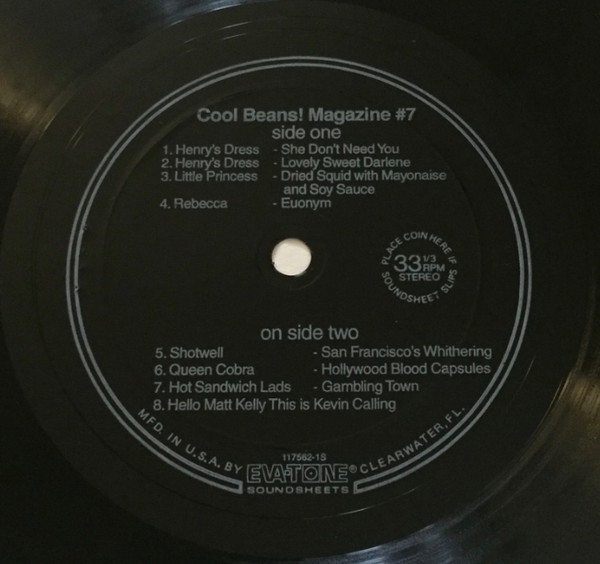 Cool Beans! Magazine #7
side one
1. Henry's Dress - She Don't Need You
2. Henry's Dress - Lovely Sweet Darlene
3. Little Princess - Dried Squid with Mayonaise
and Soy Sauce
4. Rebecca - Euonym
PLACE COIN HERE IF
33 1/3
RPM
STEREO
SOUNDSHEET SLIPS
on side two
5. Shotwell - San Francisco's Whithering
6. Queen Cobra - Hollywood Blood Capsules
7. Hot Sandwich Lads - Gambling Town
8. Hello Matt Kelly This is Kevin Calling
MFD. IN U.S.A. BY
117562-1S
EVA-TONE®
SOUNDSHEETS
CLEARWATER, FL.